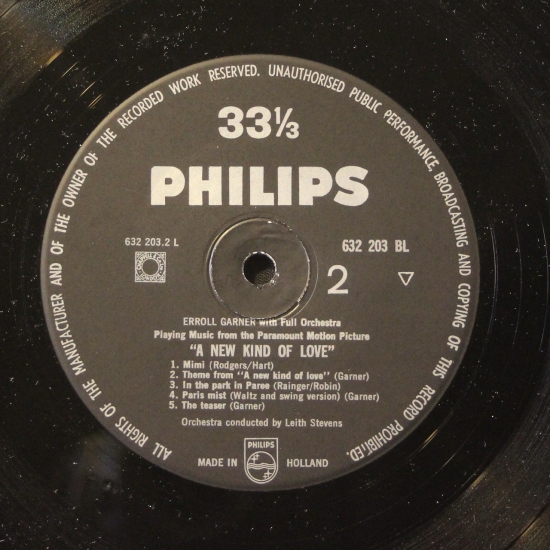 ALL RIGHTS OF THE MANUFACTURER AND OF THE OWNER OF THE RECORDED WORK RESERVED. UNAUTHORISED PUBLIC PERFORMANCE, BROADCASTING AND COPYING OF THIS RECORD PROHIBITED.
33⅓
PHILIPS
632 203.2 L
632 203 BL
2
ERROLL GARNER with Full Orchestra
Playing Music from the Paramount Motion Picture
"A NEW KIND OF LOVE"
1. Mimi (Rodgers/Hart)
2. Theme from "A new kind of love" (Garner)
3. In the park in Paree (Rainger/Robin)
4. Paris mist (Waltz and swing version) (Garner)
5. The teaser (Garner)
Orchestra conducted by Leith Stevens
PHILIPS
MADE IN HOLLAND